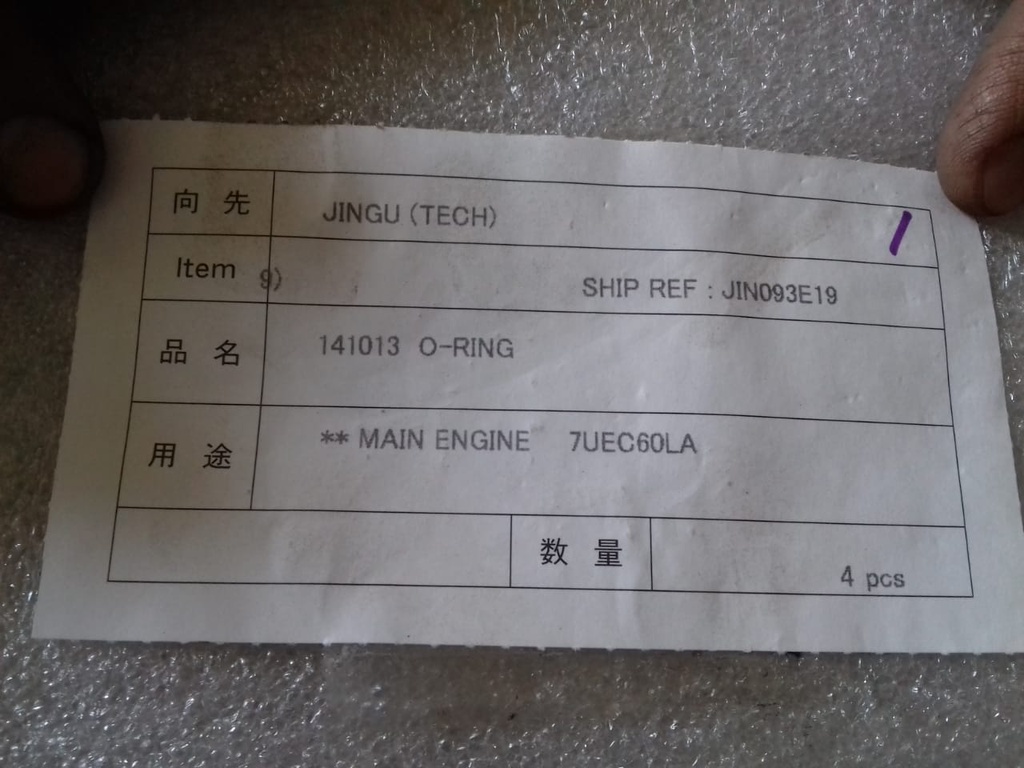 向 先 JINGU (TECH)
Item 9) SHIP REF : JIN093E19
品 名 141013 O-RING
用 途 ** MAIN ENGINE 7UEC60LA
数 量 4 pcs